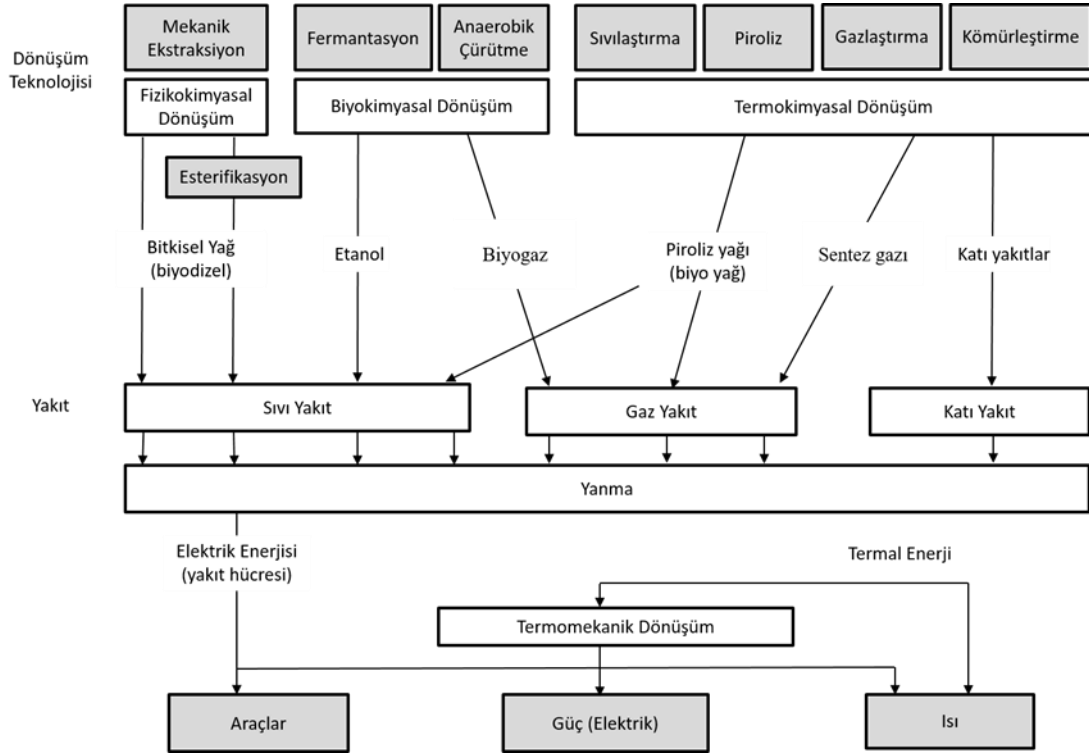 Mekanik
Ekstraksiyon
Fermantasyon
Anaerobik
Çürütme
Sıvılaştırma
Piroliz
Gazlaştırma
Kömürleştirme
Dönüşüm
Teknolojisi
Fizikokimyasal
Dönüşüm
Biyokimyasal Dönüşüm
Termokimyasal Dönüşüm
Esterifikasyon
Bitkisel Yağ
(biyodizel)
Etanol
Biyogaz
Piroliz yağı
(biyo yağ)
Sentez gazı
Katı yakıtlar
Yakıt
Sıvı Yakıt
Gaz Yakıt
Katı Yakıt
Yanma
Elektrik Enerjisi
(yakıt hücresi)
Termal Enerji
Termomekanik Dönüşüm
Araçlar
Güç (Elektrik)
Isı